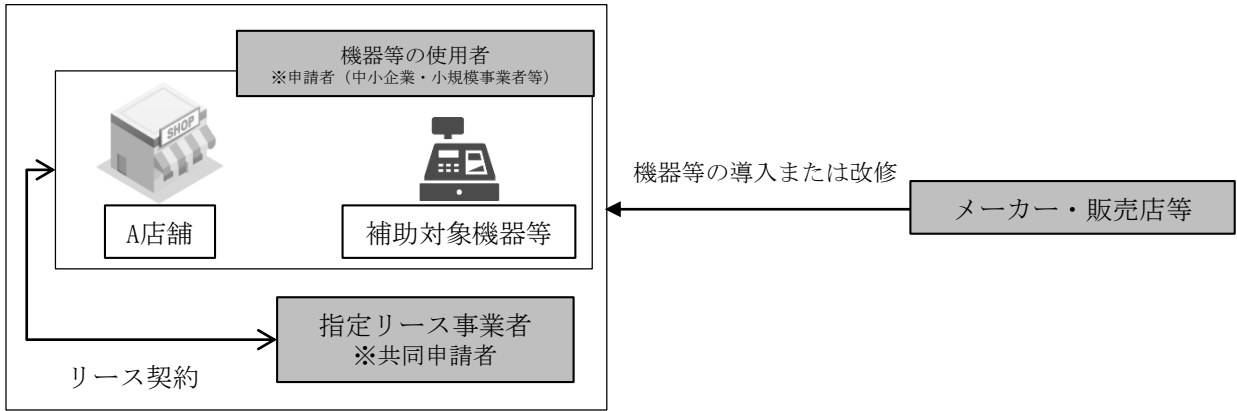 機器等の使用者
※申請者（中小企業・小規模事業者等）
SHOP
A店舗
補助対象機器等
機器等の導入または改修
メーカー・販売店等
指定リース事業者
※共同申請者
リース契約